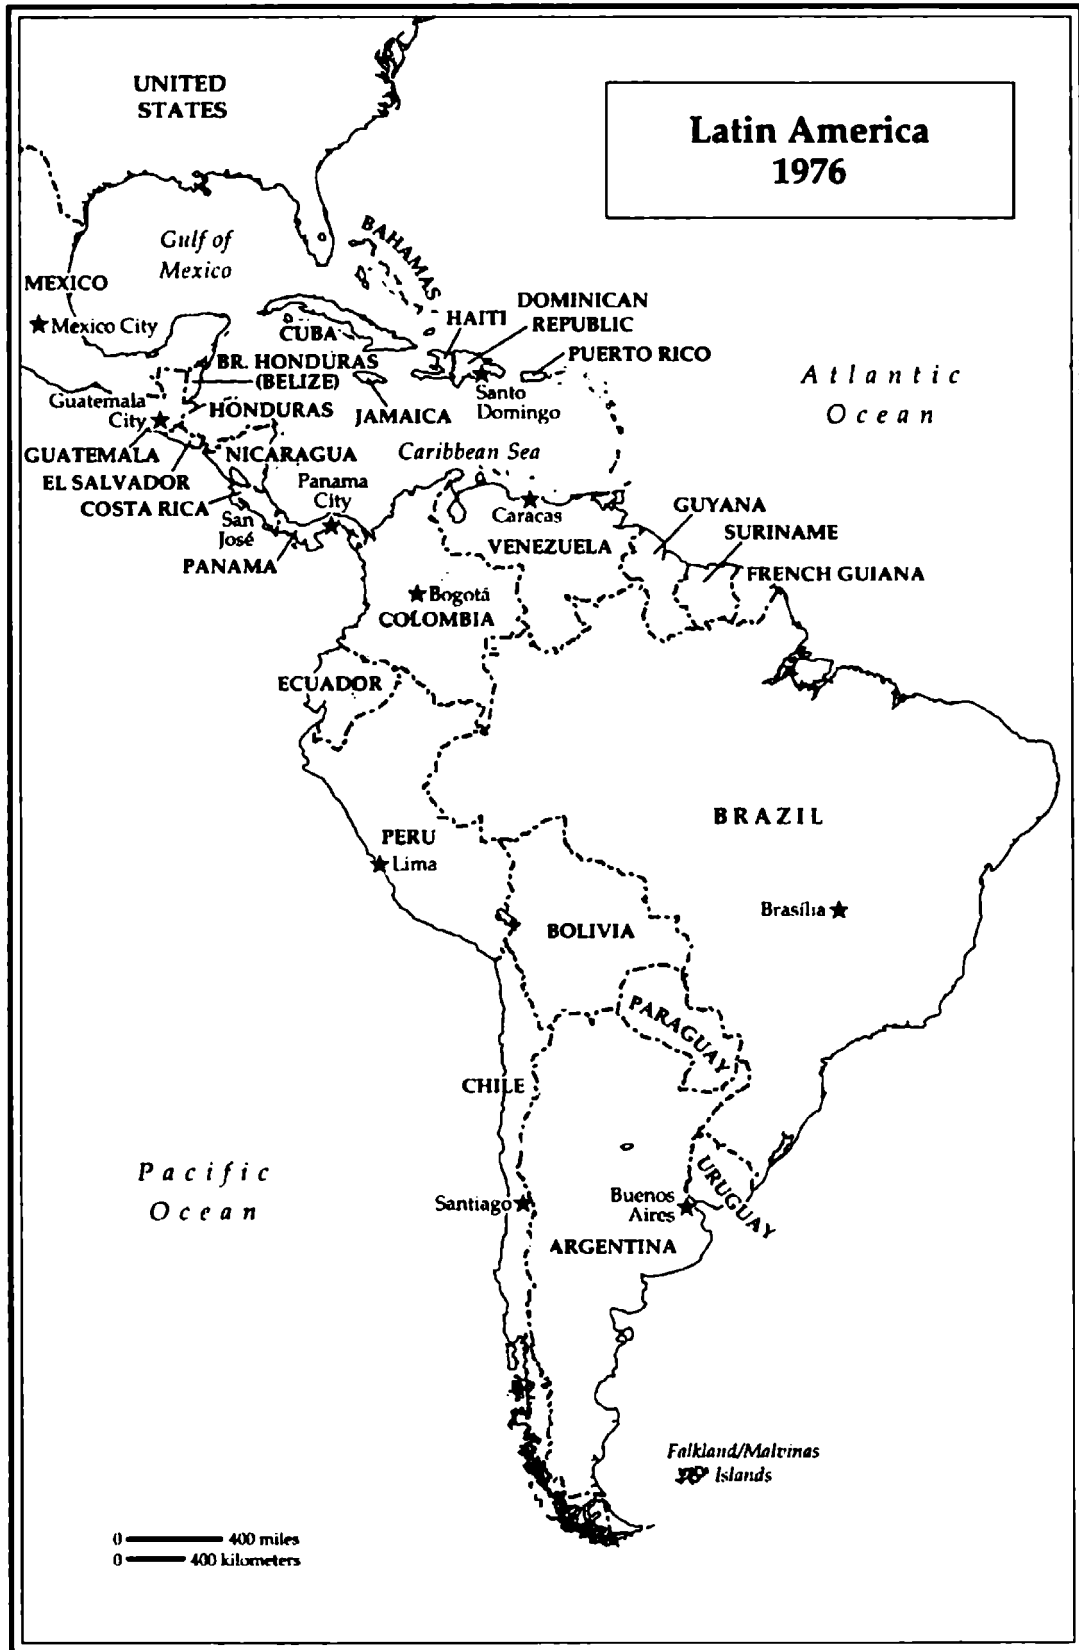 UNITED
STATES
Latin America
1976
Gulf of
Mexico
BAHAMAS
MEXICO
Mexico City
CUBA
HAITI
DOMINICAN
REPUBLIC
PUERTO RICO
BR. HONDURAS
(BELIZE)
Atlantic
Ocean
Guatemala
City
HONDURAS
JAMAICA
Santo
Domingo
GUATEMALA
NICARAGUA
Caribbean Sea
EL SALVADOR
COSTA RICA
Panama
City
San
José
Caracas
GUYANA
PANAMA
VENEZUELA
SURINAME
FRENCH GUIANA
Bogotá
COLOMBIA
ECUADOR
BRAZIL
PERU
Lima
Brasília
BOLIVIA
PARAGUAY
CHILE
Pacific
Ocean
URUGUAY
Santiago
Buenos
Aires
ARGENTINA
Falkland/Malvinas
Islands
0 400 miles
0 400 kilometers